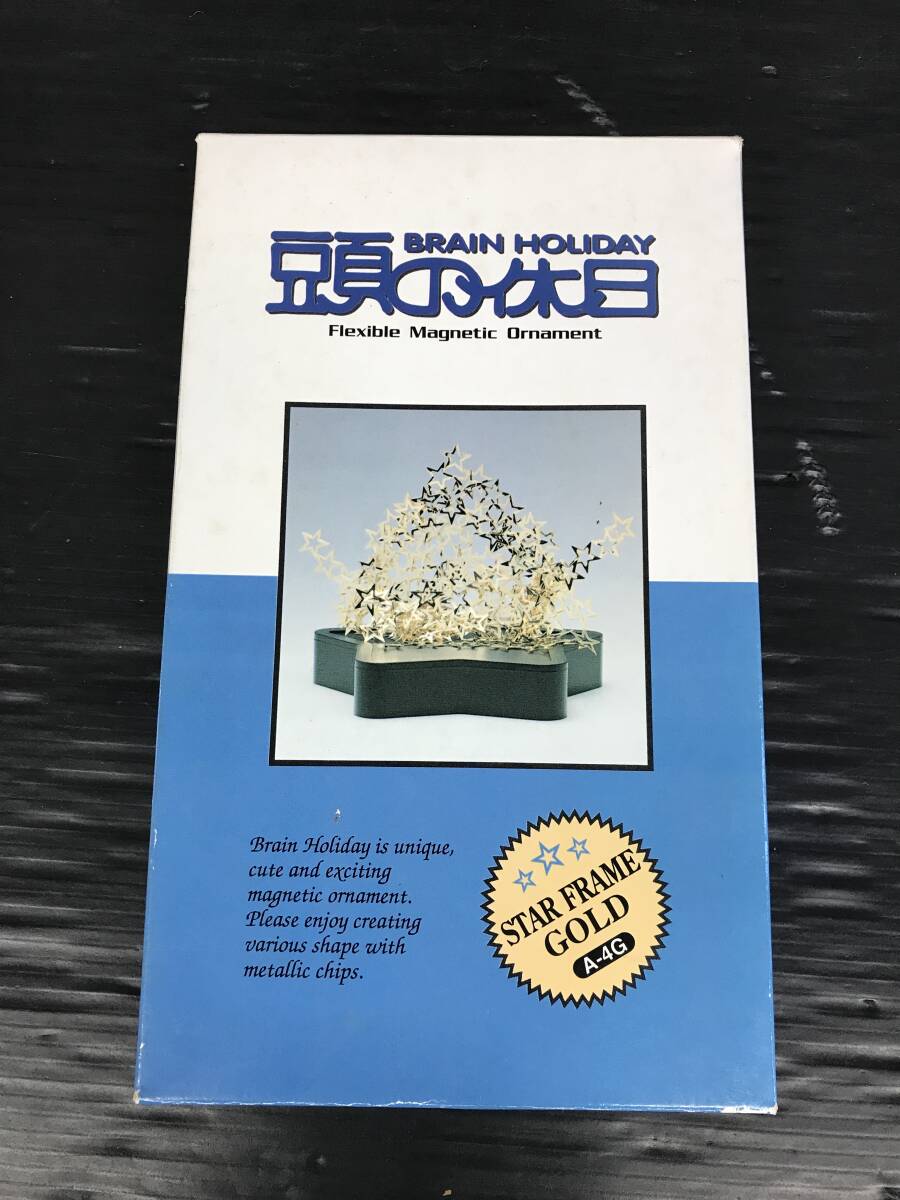 BRAIN HOLIDAY
頭の休日
Flexible Magnetic Ornament
Brain Holiday is unique,
cute and exciting
magnetic ornament.
Please enjoy creating
various shape with
metallic chips.
STAR FRAME
GOLD
A-4G